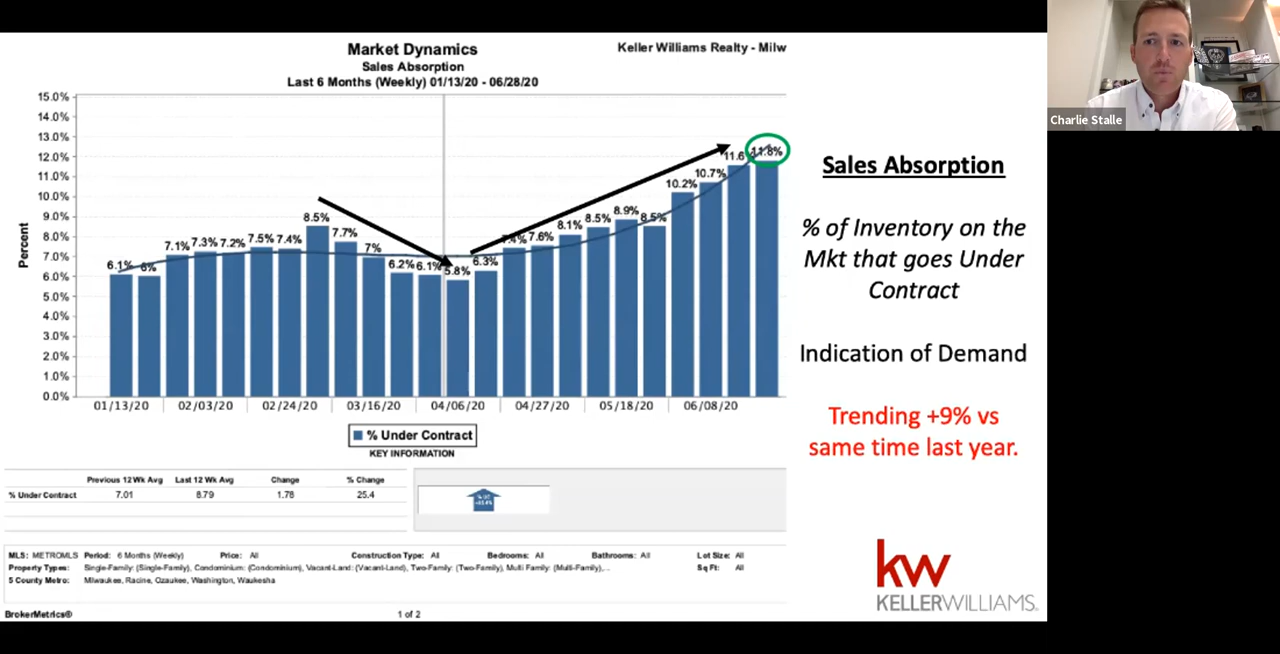 Market Dynamics
Keller Williams Realty - Milw
Sales Absorption
Last 6 Months (Weekly) 01/13/20 - 06/28/20
15.0%
14.0%
13.0%
12.0%
11.0%
10.0%
9.0%
8.0%
7.0%
6.0%
5.0%
4.0%
3.0%
2.0%
1.0%
0.0%
Percent
6.1% 6% 7.1% 7.3% 7.2% 7.5% 7.4% 8.5% 7.7% 7% 6.2% 6.1% 5.8% 6.3% 7.4% 7.6% 8.1% 8.5% 8.9% 8.5% 10.2% 10.7% 11.6 11.8%
01/13/20 02/03/20 02/24/20 03/16/20 04/06/20 04/27/20 05/18/20 06/08/20
% Under Contract
KEY INFORMATION
Previous 12 Wk Avg Last 12 Wk Avg Change % Change
% Under Contract 7.01 8.79 1.78 25.4
MLS: METROMLS Period: 6 Months (Weekly) Price: All Construction Type: All Bedrooms: All Bathrooms: All Lot Size: All
Property Types: Single-Family: (Single-Family), Condominium: (Condominium), Vacant-Land: (Vacant-Land), Two-Family: (Two-Family), Multi Family: (Multi-Family),... Sq Ft: All
5 County Metro: Milwaukee, Racine, Ozaukee, Washington, Waukesha
BrokerMetrics® 1 of 2
Sales Absorption
% of Inventory on the
Mkt that goes Under
Contract
Indication of Demand
Trending +9% vs
same time last year.
kw
KELLERWILLIAMS.
Charlie Stalle